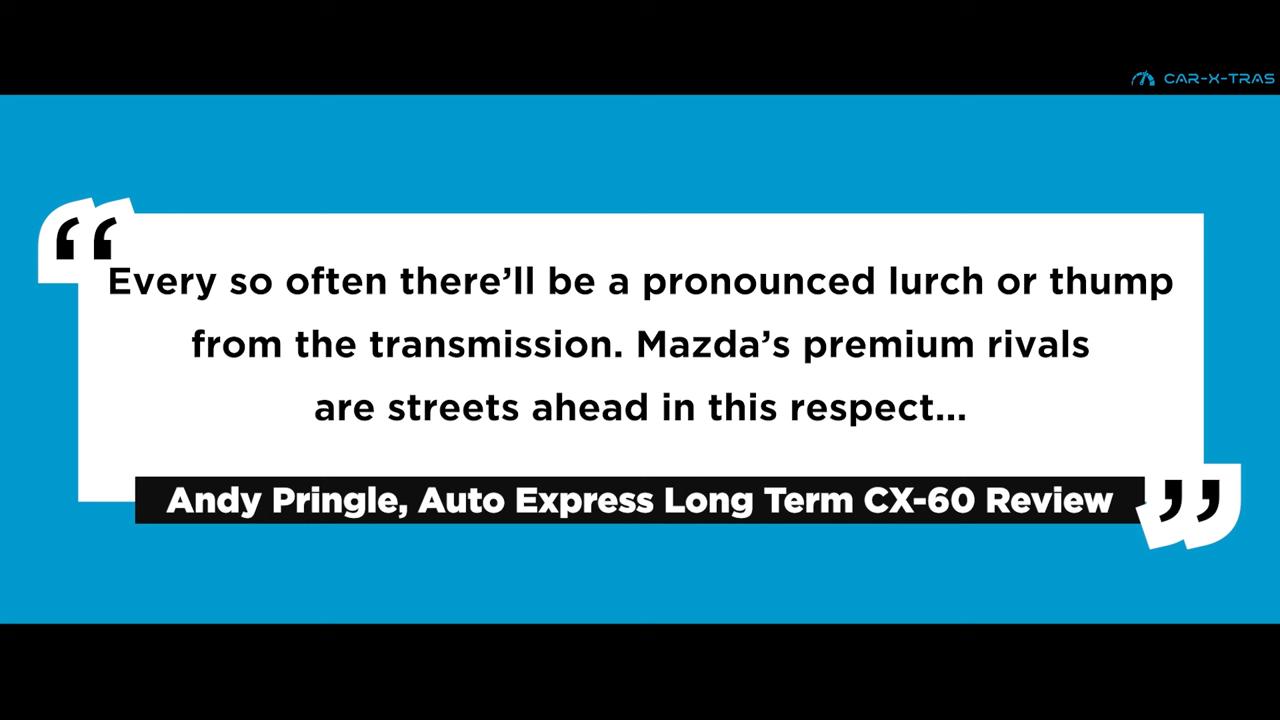 CAR-X-TRAS
“Every so often there’ll be a pronounced lurch or thump
from the transmission. Mazda’s premium rivals
are streets ahead in this respect...
Andy Pringle, Auto Express Long Term CX-60 Review ”